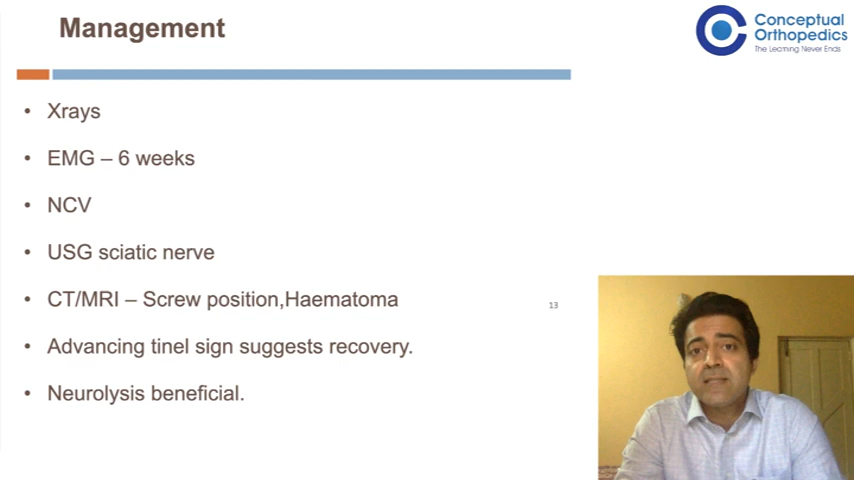 Management
Conceptual
Orthopedics
The Learning Never Ends
• Xrays
• EMG – 6 weeks
• NCV
• USG sciatic nerve
• CT/MRI – Screw position,Haematoma
13
• Advancing tinel sign suggests recovery.
• Neurolysis beneficial.